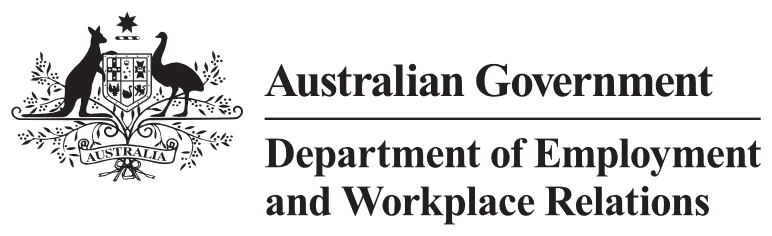 Australian Government
Department of Employment
and Workplace Relations
AUSTRALIA